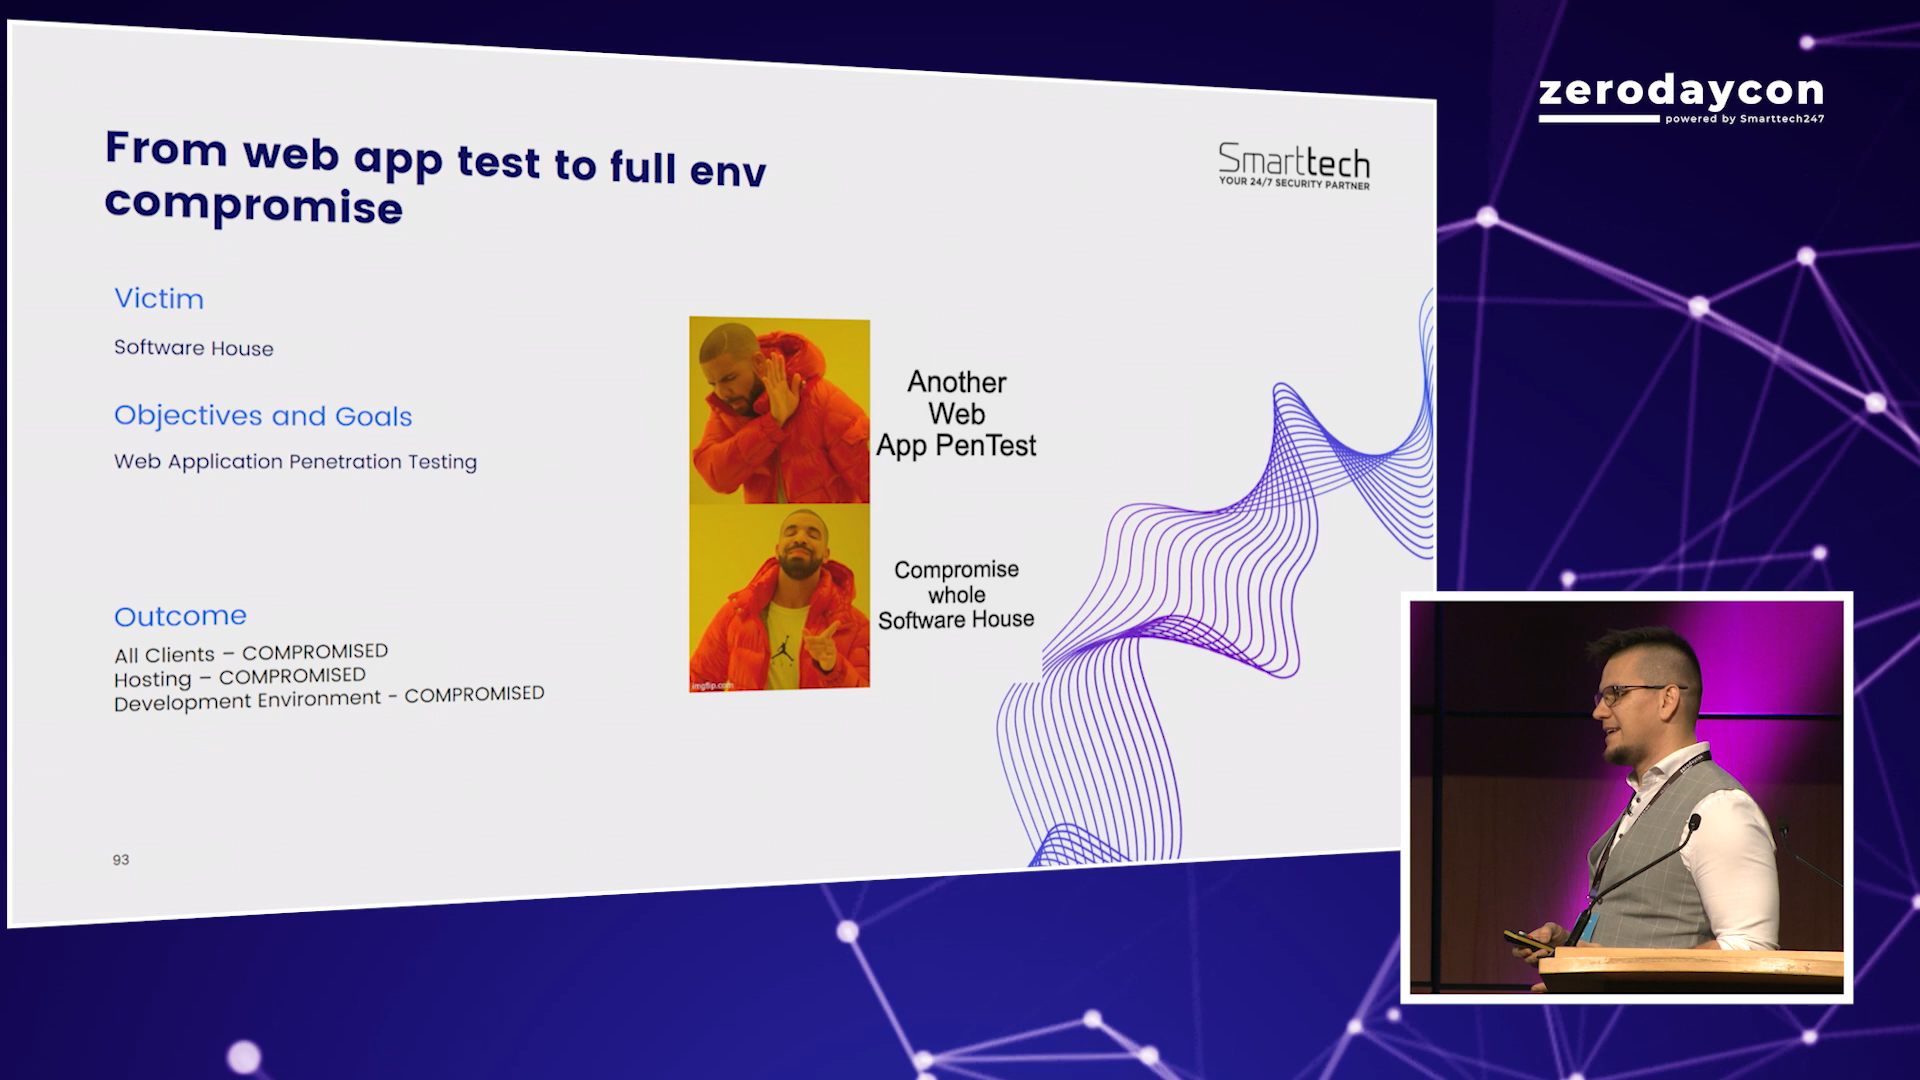 zerodaycon
powered by Smarttech247
From web app test to full env
compromise
Smarttech
YOUR 24/7 SECURITY PARTNER
Victim
Software House
Objectives and Goals
Web Application Penetration Testing
Another
Web
App PenTest
Compromise
whole
Software House
imgflip.com
Outcome
All Clients – COMPROMISED
Hosting – COMPROMISED
Development Environment - COMPROMISED
93